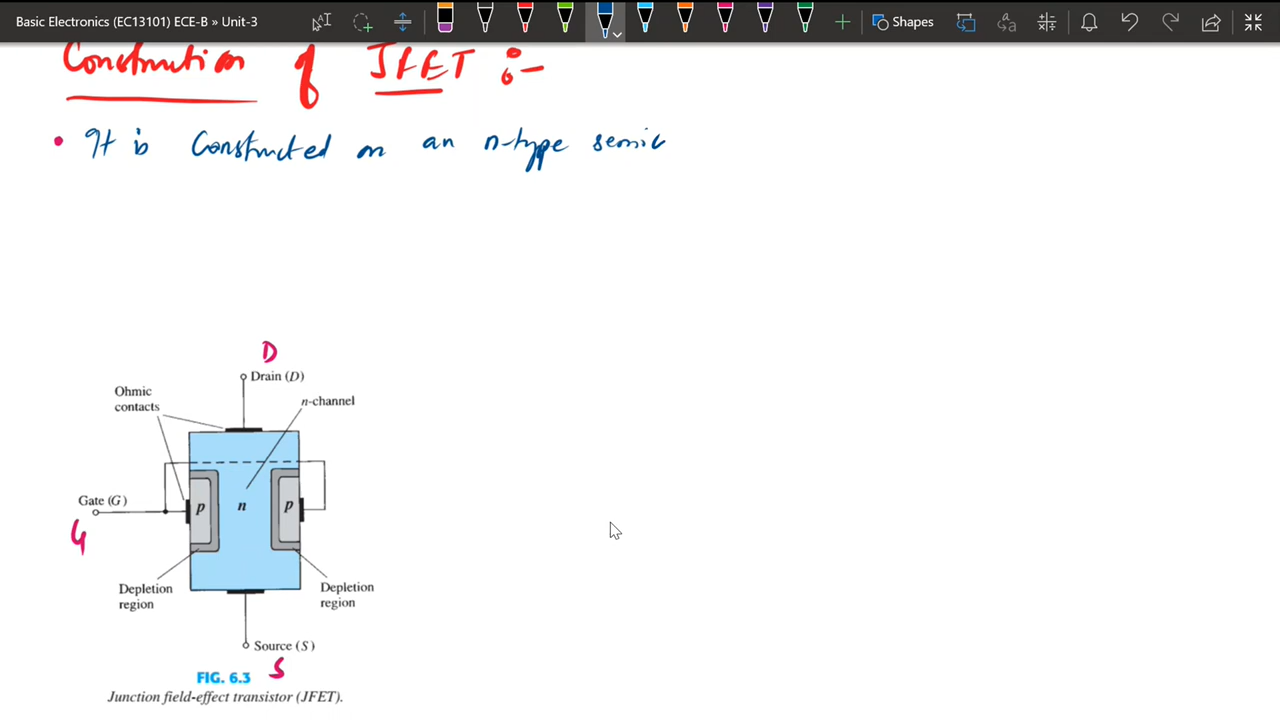 Basic Electronics (EC13101) ECE-B » Unit-3
Shapes
Construction of JFET :-
• It is Constructed on an n-type semic
D
Drain (D)
Ohmic
contacts
n-channel
Gate (G)
G
p
n
p
Depletion
region
Depletion
region
Source (S)
S
FIG. 6.3
Junction field-effect transistor (JFET).